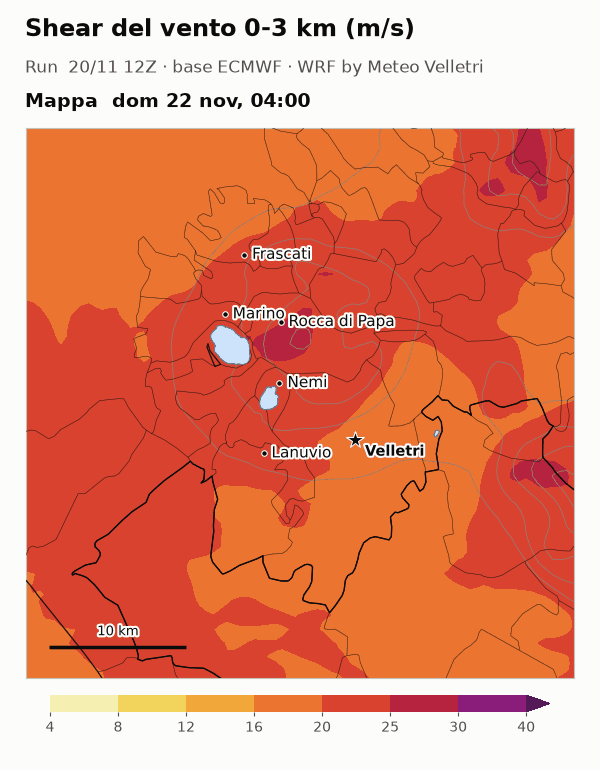 Shear del vento 0-3 km (m/s)
Run  20/11 12Z · base ECMWF · WRF by Meteo Velletri
Mappa  dom 22 nov, 04:00
Frascati
Marino
Rocca di Papa
Nemi
Velletri
Lanuvio
10 km
4 8 12 16 20 25 30 40